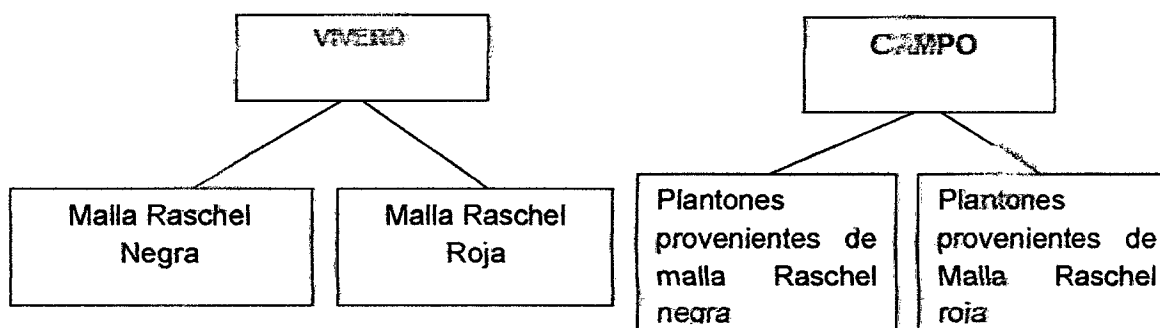 VIVERO
CAMPO
Malla Raschel
Negra
Malla Raschel
Roja
Plantones
provenientes de
malla Raschel
negra
Plantones
provenientes de
Malla Raschel
roja